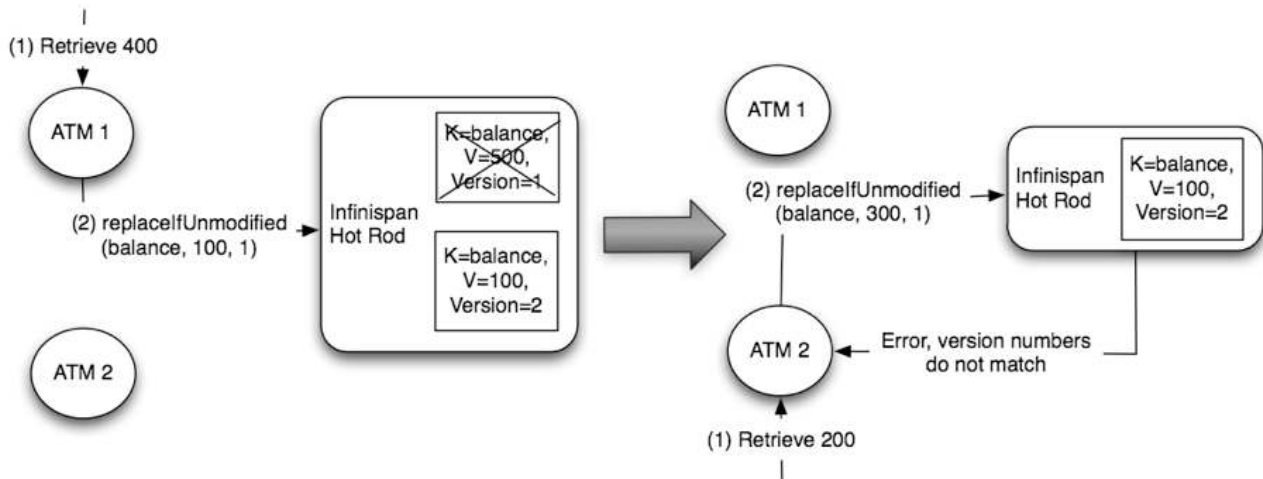 (1) Retrieve 400
ATM 1
(2) replaceIfUnmodified
(balance, 100, 1)
ATM 2
Infinispan
Hot Rod
K=balance,
V=500,
Version=1
K=balance,
V=100,
Version=2
ATM 1
(2) replaceIfUnmodified
(balance, 300, 1)
Infinispan
Hot Rod
K=balance,
V=100,
Version=2
ATM 2
Error, version numbers
do not match
(1) Retrieve 200